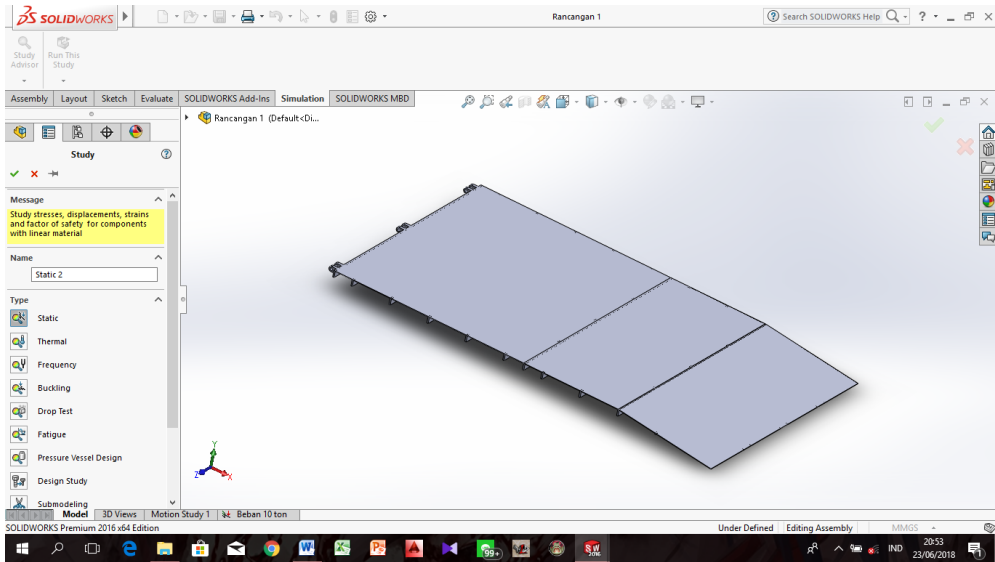 SOLIDWORKS
Rancangan 1
Search SOLIDWORKS Help
Study
Advisor
Run This
Study
Assembly
Layout
Sketch
Evaluate
SOLIDWORKS Add-Ins
Simulation
SOLIDWORKS MBD
Rancangan 1 (Default<Di...
Study
Message
Study stresses, displacements, strains
and factor of safety for components
with linear material
Name
Static 2
Type
Static
Thermal
Frequency
Buckling
Drop Test
Fatigue
Pressure Vessel Design
Design Study
Submodeling
Y
Z
X
Model
3D Views
Motion Study 1
Beban 10 ton
SOLIDWORKS Premium 2016 x64 Edition
Under Defined
Editing Assembly
MMGS
99+
SW
2016
IND
20:53
23/06/2018
1